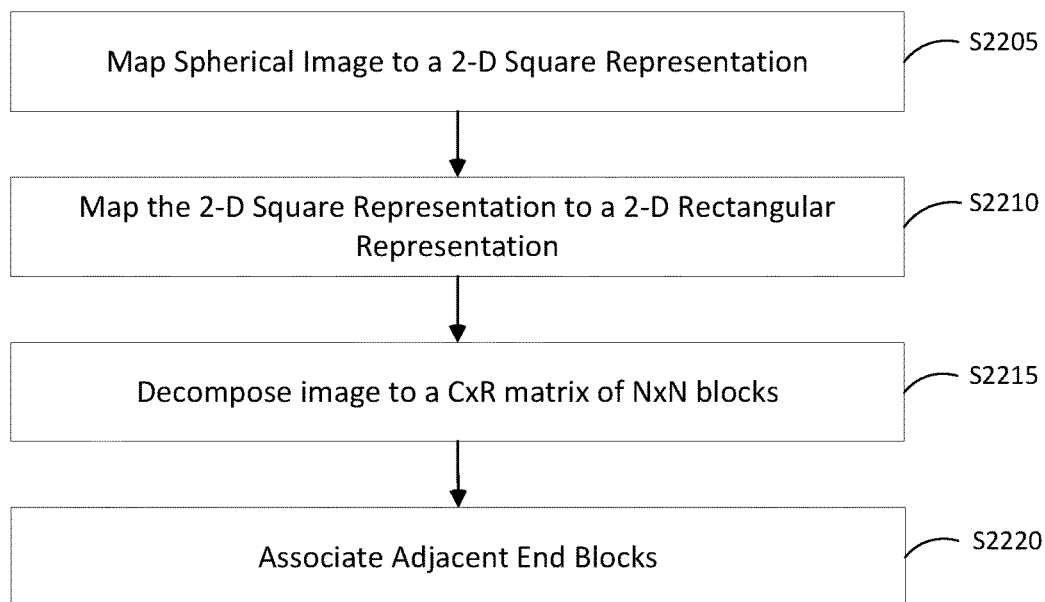 Map Spherical Image to a 2-D Square Representation
S2205
Map the 2-D Square Representation to a 2-D Rectangular
Representation
S2210
Decompose image to a CxR matrix of NxN blocks
S2215
Associate Adjacent End Blocks
S2220